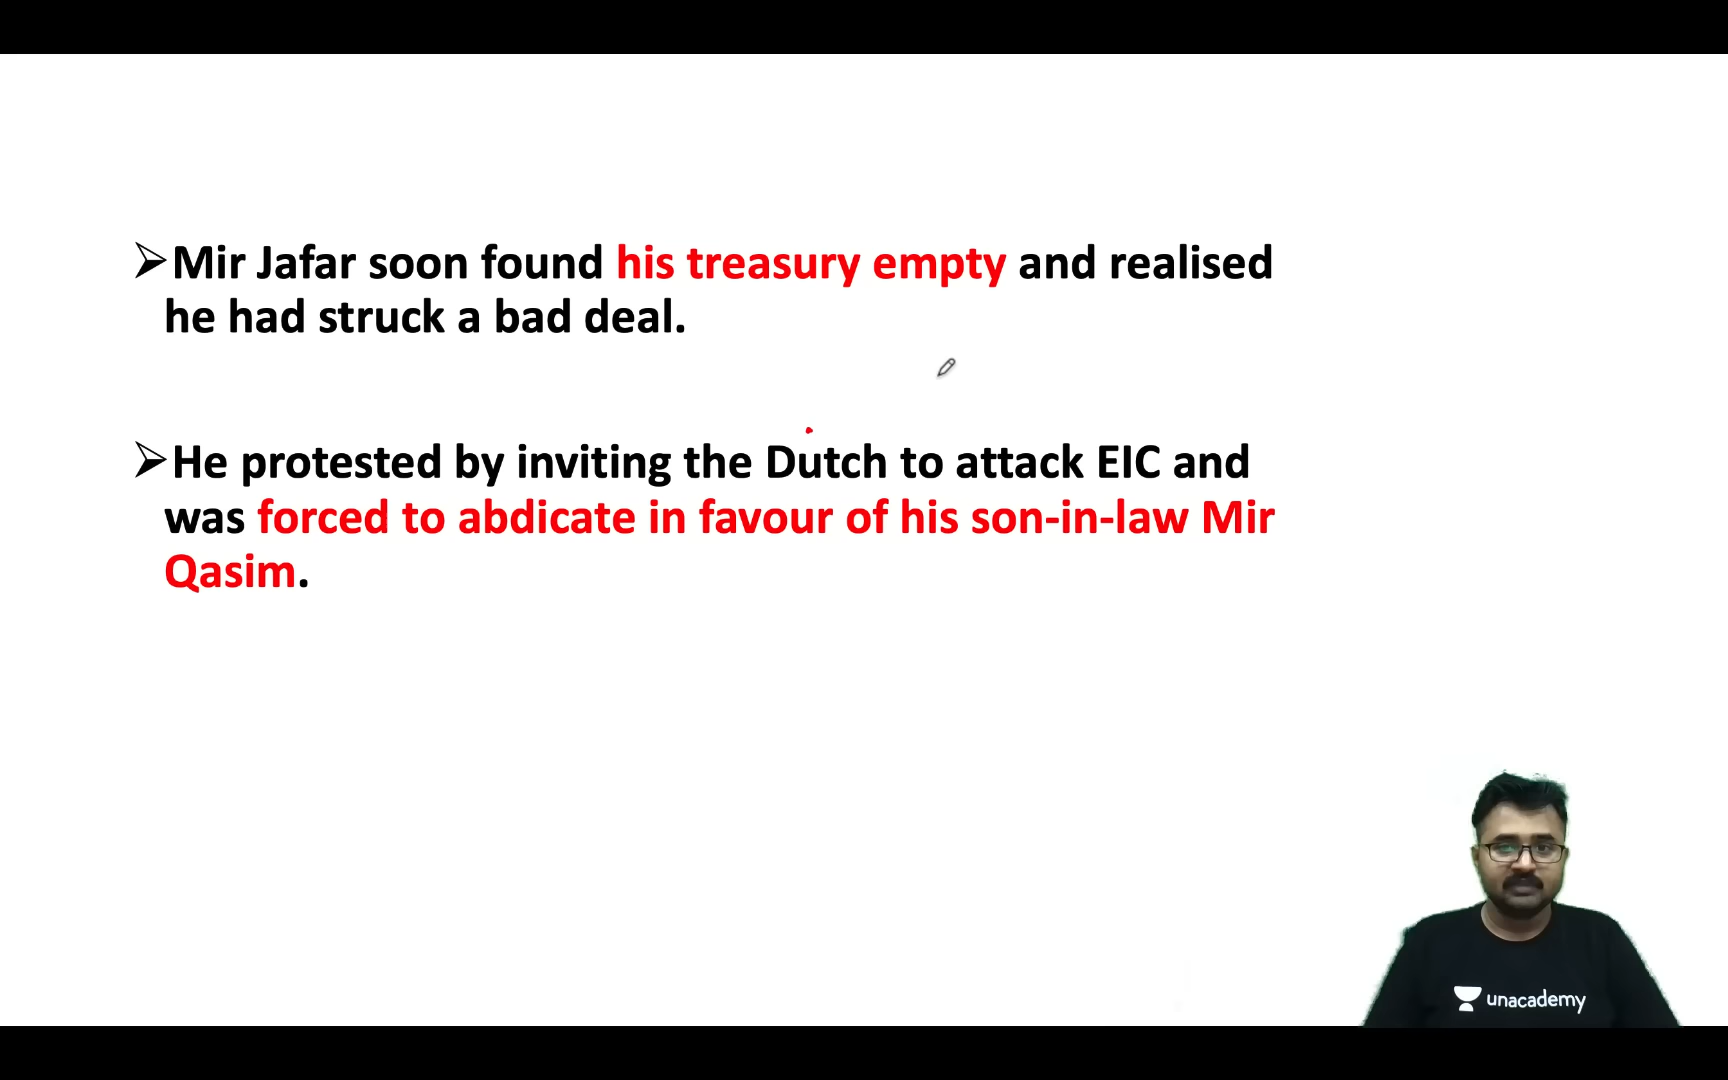 ➢Mir Jafar soon found his treasury empty and realised
he had struck a bad deal.
➢He protested by inviting the Dutch to attack EIC and
was forced to abdicate in favour of his son-in-law Mir
Qasim.
unacademy